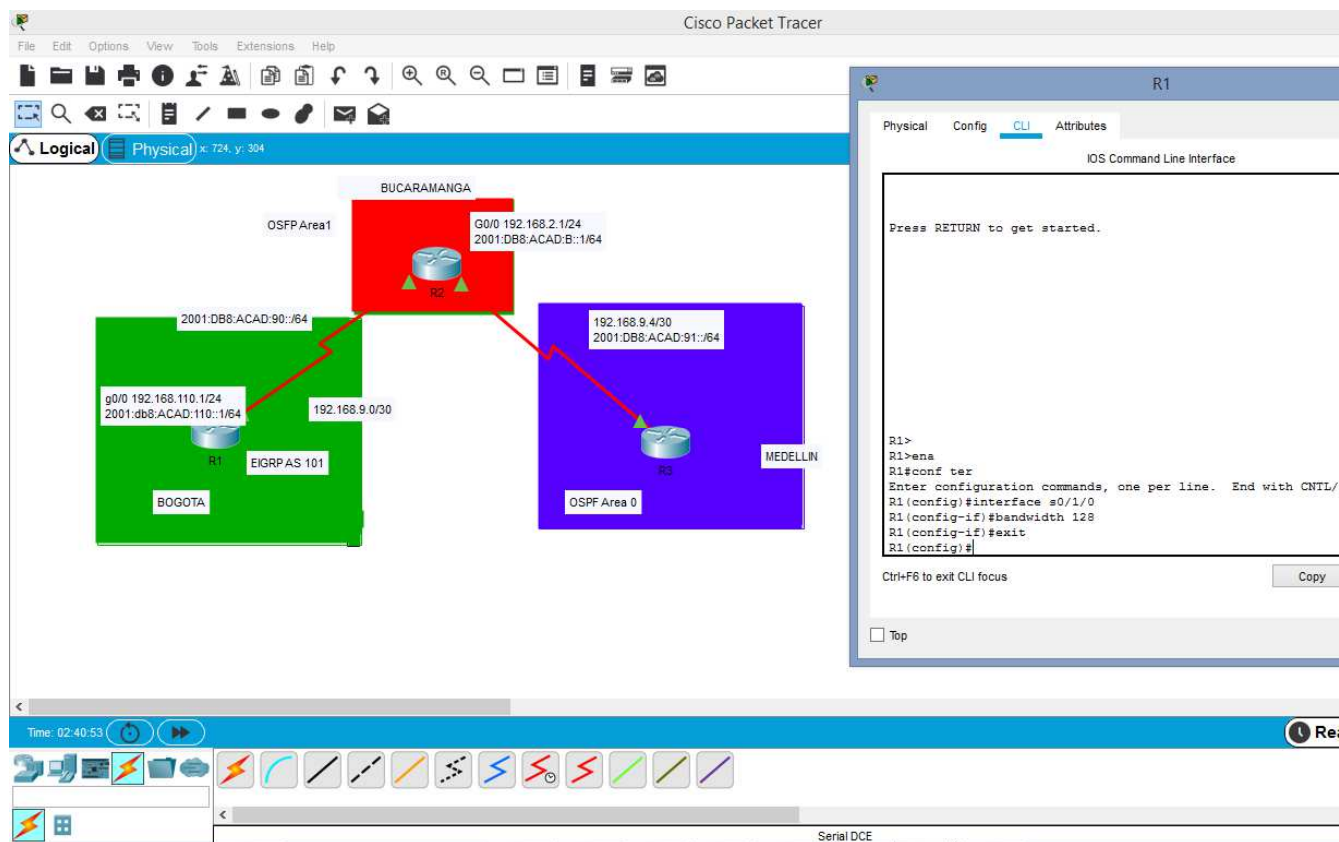 Cisco Packet Tracer
File Edit Options View Tools Extensions Help
Logical
Physical
x: 724, y: 304
BUCARAMANGA
OSFP Area1
G0/0 192.168.2.1/24
2001:DB8:ACAD:B::1/64
R2
2001:DB8:ACAD:90::/64
192.168.9.4/30
2001:DB8:ACAD:91::/64
g0/0 192.168.110.1/24
2001:db8:ACAD:110::1/64
192.168.9.0/30
R1
EIGRP AS 101
R3
MEDELLIN
BOGOTA
OSPF Area 0
R1
Physical Config CLI Attributes
IOS Command Line Interface
Press RETURN to get started.
R1>
R1>ena
R1#conf ter
Enter configuration commands, one per line. End with CNTL/
R1(config)#interface s0/1/0
R1(config-if)#bandwidth 128
R1(config-if)#exit
R1(config)#
Ctrl+F6 to exit CLI focus
Copy
Top
Time: 02:40:53
Rea
Serial DCE